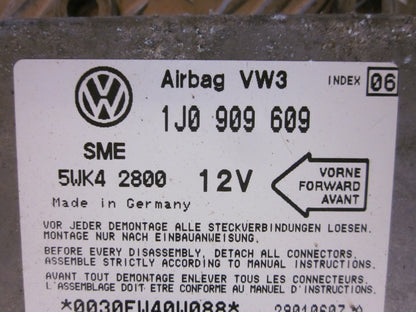 Airbag VW3 INDEX 06
1J0 909 609
SME
5WK4 2800 12V
VORNE
FORWARD
AVANT
Made in Germany
VOR JEDER DEMONTAGE ALLE STECKVERBINDUNGEN LOESEN.
MONTAGE NUR NACH EINBAUANWEISUNG.
BEFORE EVERY DISASSEMBLY, DETACH ALL CONNECTORS.
ASSEMBLE STRICTLY ACCORDING TO MANUAL INSTRUCTIONS.
AVANT TOUT DEMONTAGE ENLEVER TOUS LES CONNECTEURS.
L'ASSEMBLAGE DOIT ETRE CONFORME AU MANUEL D'INSTRUCTIONS.
*0030EW40W088*